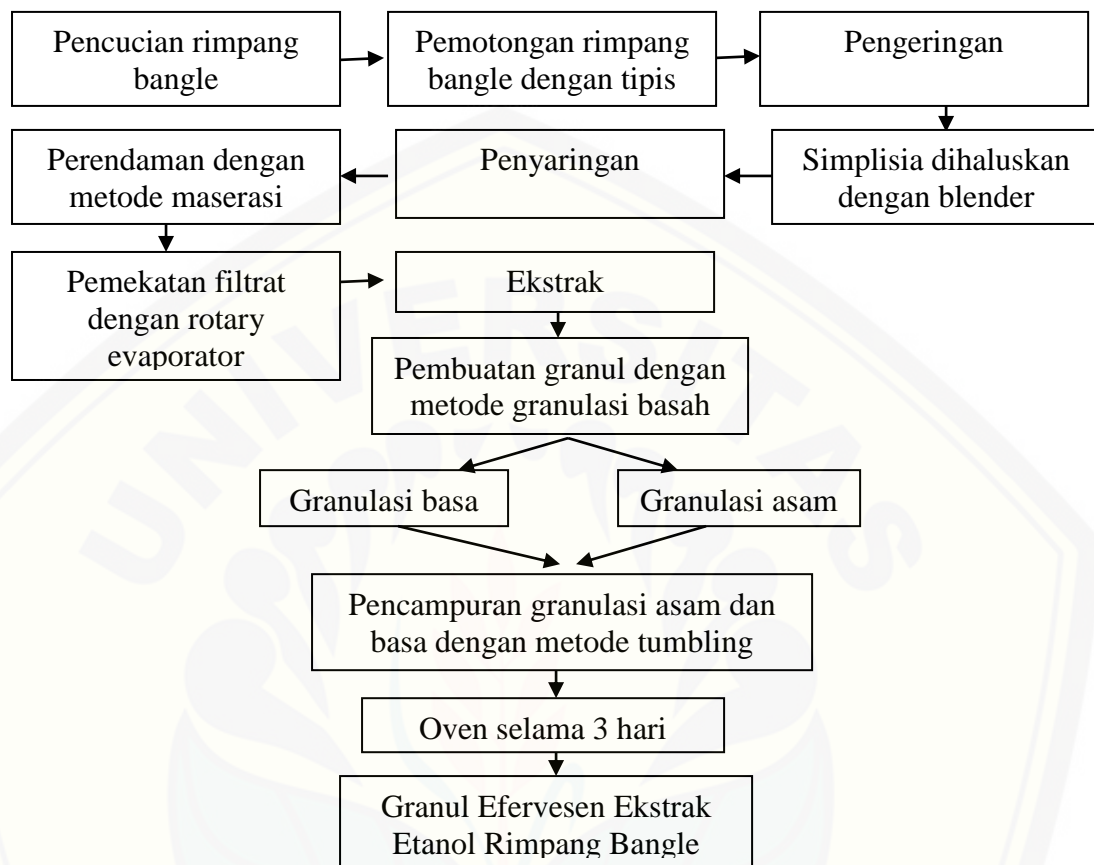 Pencucian rimpang
bangle
Pemotongan rimpang
bangle dengan tipis
Pengeringan
Simplisia dihaluskan
dengan blender
Penyaringan
Perendaman dengan
metode maserasi
Pemekatan filtrat
dengan rotary
evaporator
Ekstrak
Pembuatan granul dengan
metode granulasi basah
Granulasi basa
Granulasi asam
Pencampuran granulasi asam dan
basa dengan metode tumbling
Oven selama 3 hari
Granul Efervesen Ekstrak
Etanol Rimpang Bangle
UNIVERSITAS